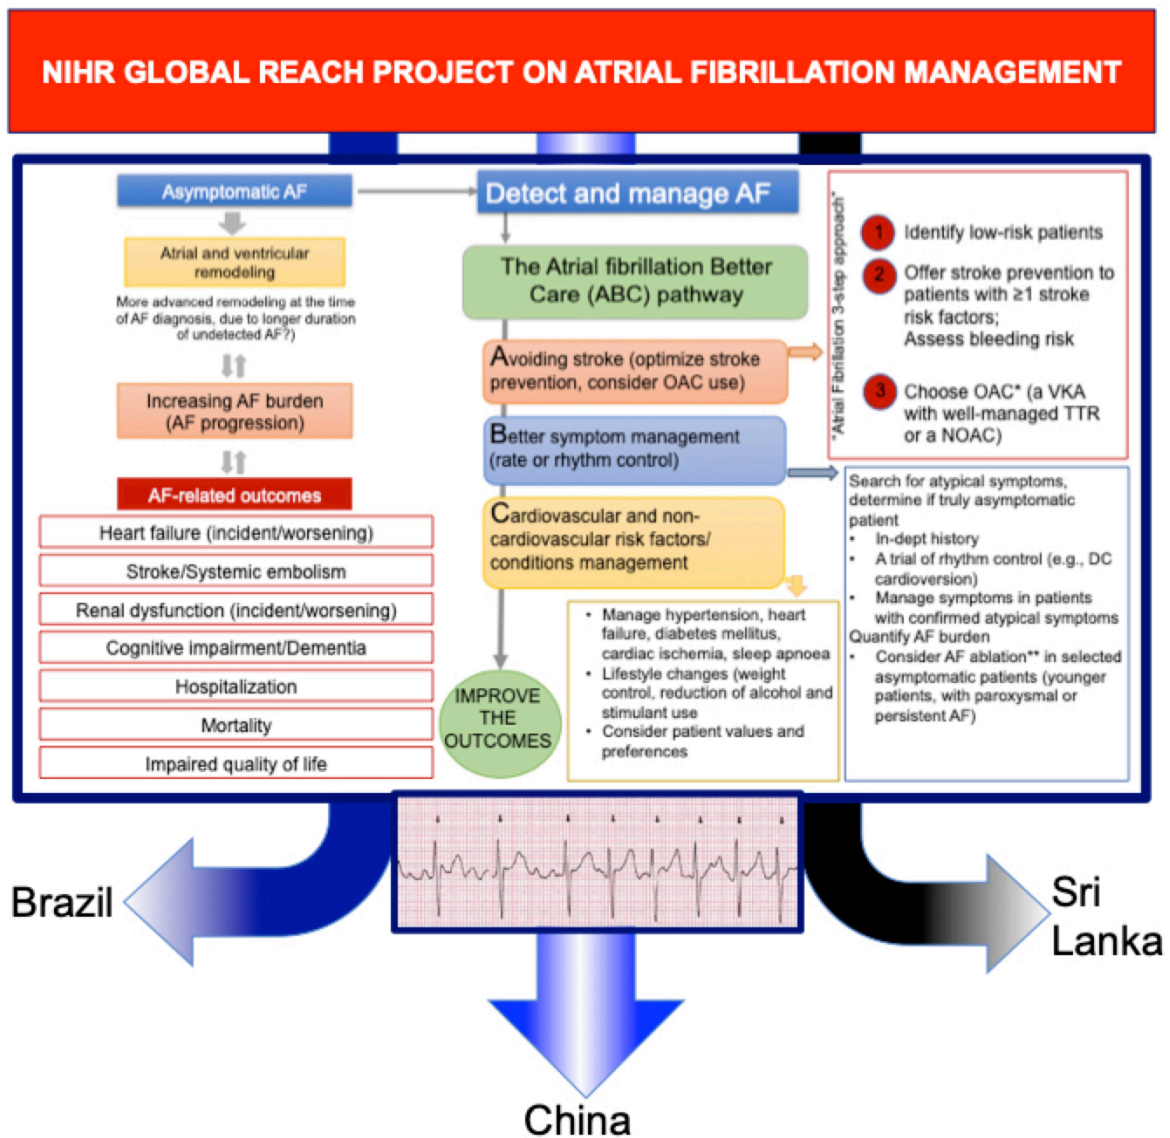 NIHR GLOBAL REACH PROJECT ON ATRIAL FIBRILLATION MANAGEMENT
Asymptomatic AF
Atrial and ventricular
remodeling
More advanced remodeling at the time
of AF diagnosis, due to longer duration
of undetected AF?)
Increasing AF burden
(AF progression)
AF-related outcomes
Heart failure (incident/worsening)
Stroke/Systemic embolism
Renal dysfunction (incident/worsening)
Cognitive impairment/Dementia
Hospitalization
Mortality
Impaired quality of life
Detect and manage AF
The Atrial fibrillation Better
Care (ABC) pathway
Avoiding stroke (optimize stroke
prevention, consider OAC use)
Better symptom management
(rate or rhythm control)
Cardiovascular and non-
cardiovascular risk factors/
conditions management
IMPROVE
THE
OUTCOMES
• Manage hypertension, heart
failure, diabetes mellitus,
cardiac ischemia, sleep apnoea
• Lifestyle changes (weight
control, reduction of alcohol and
stimulant use
• Consider patient values and
preferences
"Atrial Fibrillation 3-step approach"
1 Identify low-risk patients
2 Offer stroke prevention to
patients with ≥1 stroke
risk factors;
Assess bleeding risk
3 Choose OAC* (a VKA
with well-managed TTR
or a NOAC)
Search for atypical symptoms,
determine if truly asymptomatic
patient
• In-dept history
• A trial of rhythm control (e.g., DC
cardioversion)
• Manage symptoms in patients
with confirmed atypical symptoms
Quantify AF burden
• Consider AF ablation** in selected
asymptomatic patients (younger
patients, with paroxysmal or
persistent AF)
Brazil
Sri
Lanka
China